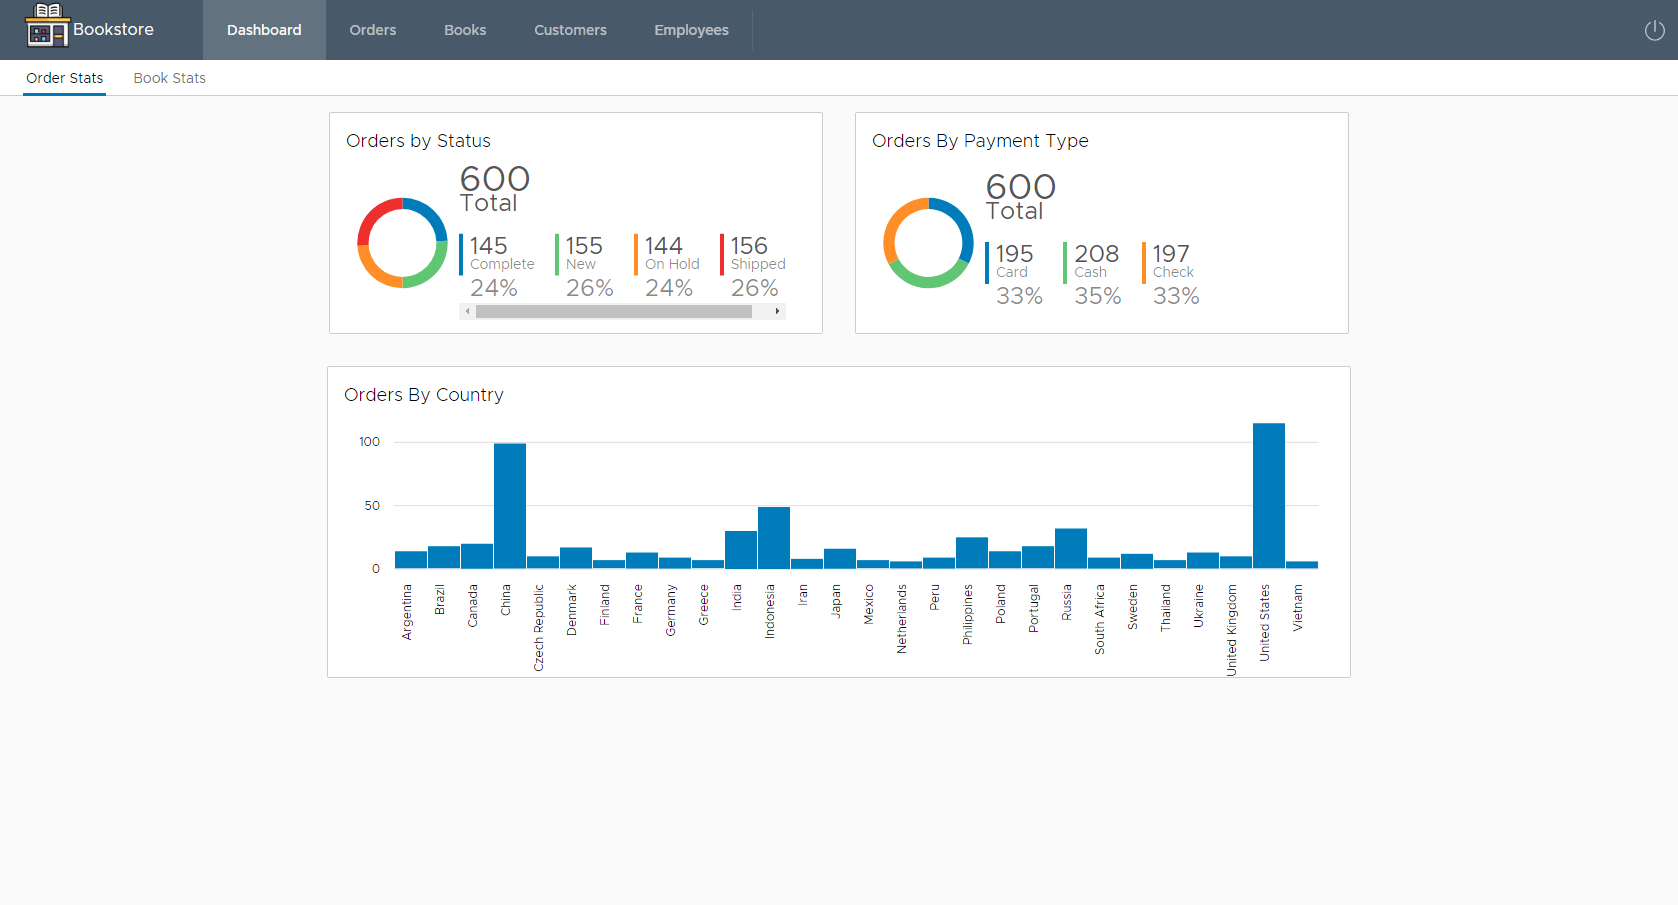 Bookstore
Dashboard
Orders
Books
Customers
Employees
Order Stats
Book Stats
Orders by Status
600
Total
145
Complete
24%
155
New
26%
144
On Hold
24%
156
Shipped
26%
Orders By Payment Type
600
Total
195
Card
33%
208
Cash
35%
197
Check
33%
Orders By Country
100
50
0
Argentina
Brazil
Canada
China
Czech Republic
Denmark
Finland
France
Germany
Greece
India
Indonesia
Iran
Japan
Mexico
Netherlands
Peru
Philippines
Poland
Portugal
Russia
South Africa
Sweden
Thailand
Ukraine
United Kingdom
United States
Vietnam